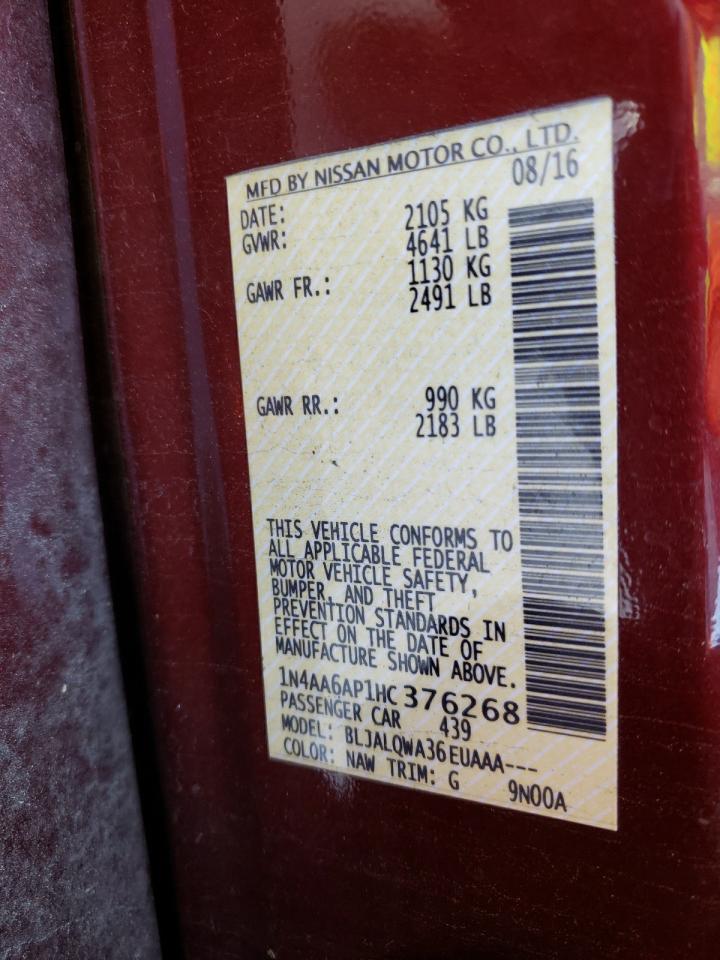 MFD BY NISSAN MOTOR CO., LTD.
DATE: 08/16
GVWR: 2105 KG
4641 LB
GAWR FR.: 1130 KG
2491 LB
GAWR RR.: 990 KG
2183 LB
THIS VEHICLE CONFORMS TO
ALL APPLICABLE FEDERAL
MOTOR VEHICLE SAFETY,
BUMPER, AND THEFT
PREVENTION STANDARDS IN
EFFECT ON THE DATE OF
MANUFACTURE SHOWN ABOVE.
1N4AA6AP1HC 376268
PASSENGER CAR 439
MODEL: BLJALQWA36EUAAA---
COLOR: NAW TRIM: G 9N00A